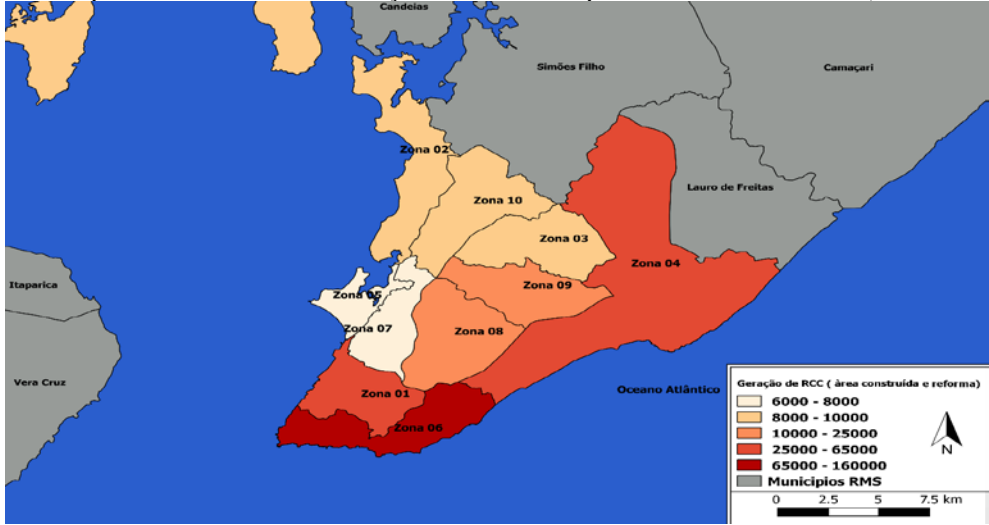 Candeias
Simões Filho
Camaçari
Zona 02
Lauro de Freitas
Zona 10
Zona 03
Zona 04
Itaparica
Zona 05
Zona 09
Zona 07
Zona 08
Vera Cruz
Zona 01
Oceano Atlântico
Zona 06
Geração de RCC ( àrea construída e reforma)
6000 - 8000
8000 - 10000
10000 - 25000
25000 - 65000
65000 - 160000
Municipios RMS
N
0 2.5 5 7.5 km